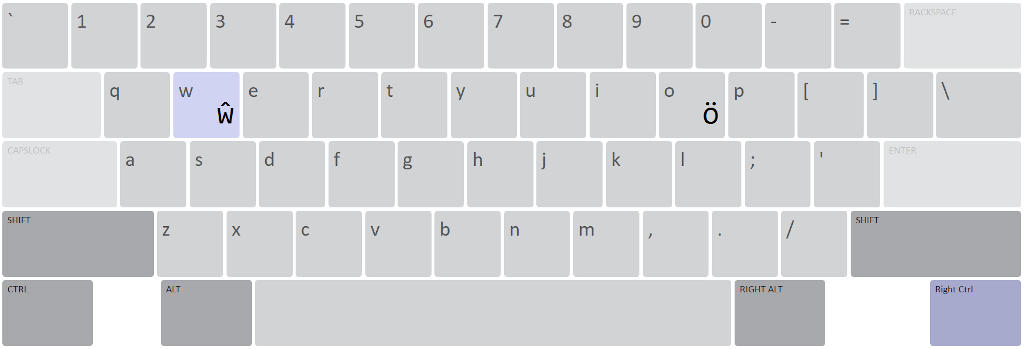 ` 1 2 3 4 5 6 7 8 9 0 - = BACKSPACE
TAB q w ŵ e r t y u i o ö p [ ] \
CAPSLOCK a s d f g h j k l ; ' ENTER
SHIFT z x c v b n m , . / SHIFT
CTRL ALT RIGHT ALT Right Ctrl